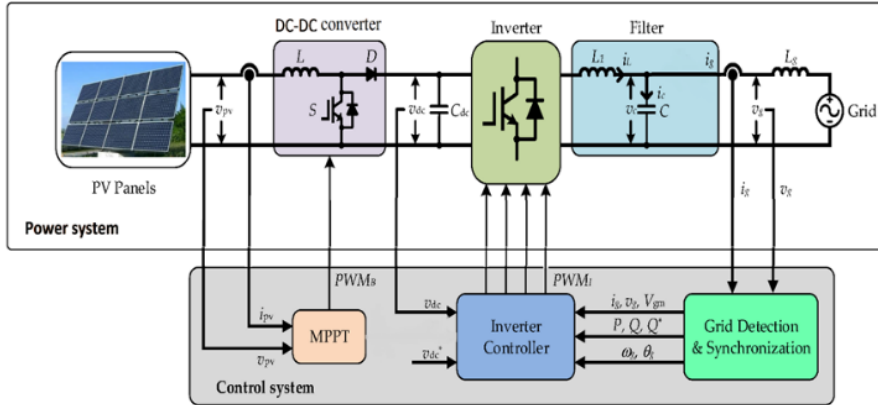 DC-DC converter
Inverter
Filter
L
D
L1
iL
ig
Lg
S
vpv
vdc
Cdc
vc
ic
C
vg
Grid
PV Panels
ig
vg
Power system
PWMB
PWMI
ipv
vpv
MPPT
vdc
vdc*
Inverter
Controller
ig, vg, Vgm
P, Q, Q*
ωg, θg
Grid Detection
& Synchronization
Control system